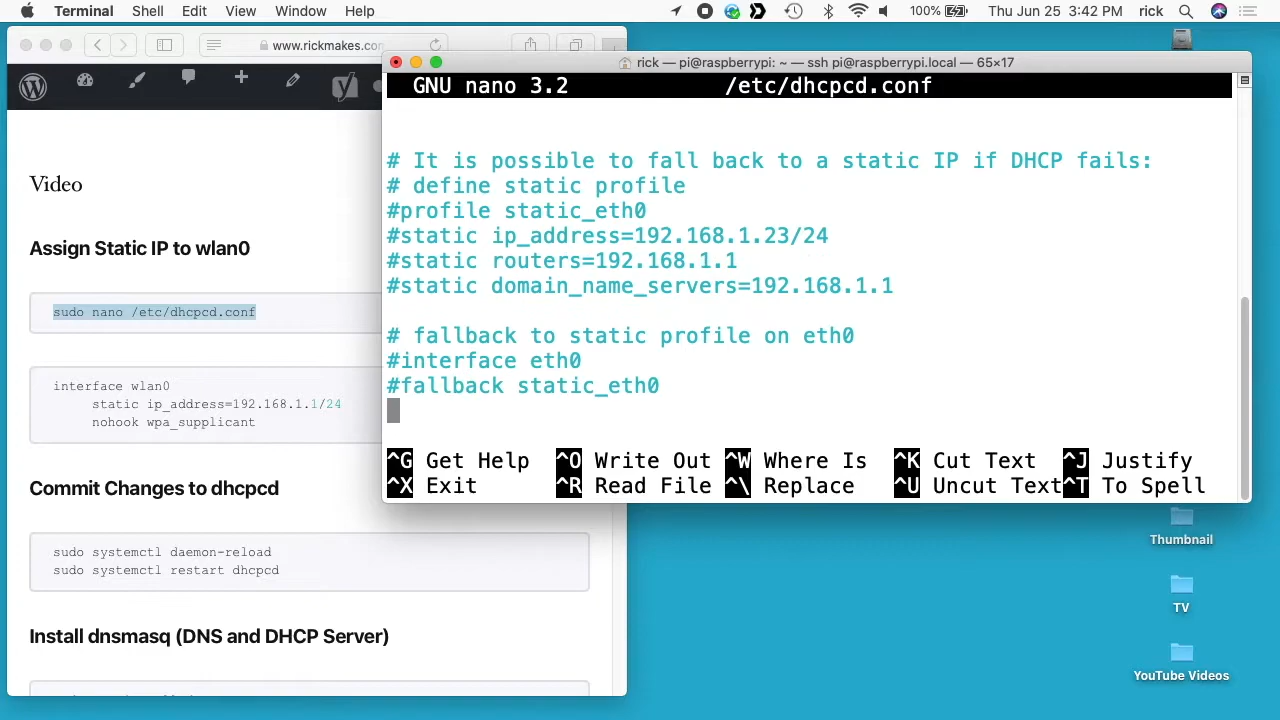 Terminal Shell Edit View Window Help 100% Thu Jun 25 3:42 PM rick
www.rickmakes.co
Video
Assign Static IP to wlan0
sudo nano /etc/dhcpcd.conf
interface wlan0
static ip_address=192.168.1.1/24
nohook wpa_supplicant
Commit Changes to dhcpcd
sudo systemctl daemon-reload
sudo systemctl restart dhcpcd
Install dnsmasq (DNS and DHCP Server)
rick — pi@raspberrypi: ~ — ssh pi@raspberrypi.local — 65×17
GNU nano 3.2 /etc/dhcpcd.conf
# It is possible to fall back to a static IP if DHCP fails:
# define static profile
#profile static_eth0
#static ip_address=192.168.1.23/24
#static routers=192.168.1.1
#static domain_name_servers=192.168.1.1
# fallback to static profile on eth0
#interface eth0
#fallback static_eth0
^G Get Help ^O Write Out ^W Where Is ^K Cut Text ^J Justify
^X Exit ^R Read File ^\ Replace ^U Uncut Text ^T To Spell
Thumbnail
TV
YouTube Videos